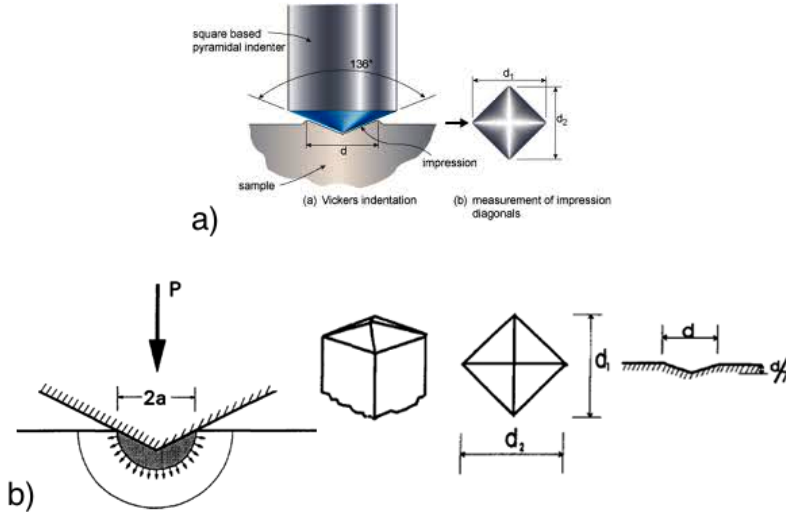 square based
pyramidal indenter
136°
d
impression
sample
(a) Vickers indentation
d₁
d₂
(b) measurement of impression
diagonals
a)
P
2a
b)
d₁
d₂
d
d/